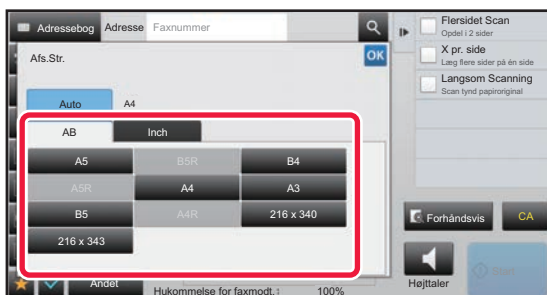 Adressebog Adresse Faxnummer
Afs.Str. OK
Auto A4
AB Inch
A5 B5R B4
A5R A4 A3
B5 A4R 216 x 340
216 x 343
Andet Hukommelse for faxmodt.: 100%
Flersidet Scan
Opdel i 2 sider
X pr. side
Læg flere sider på én side
Langsom Scanning
Scan tynd papiroriginal
Forhåndsvis CA
Højttaler Start